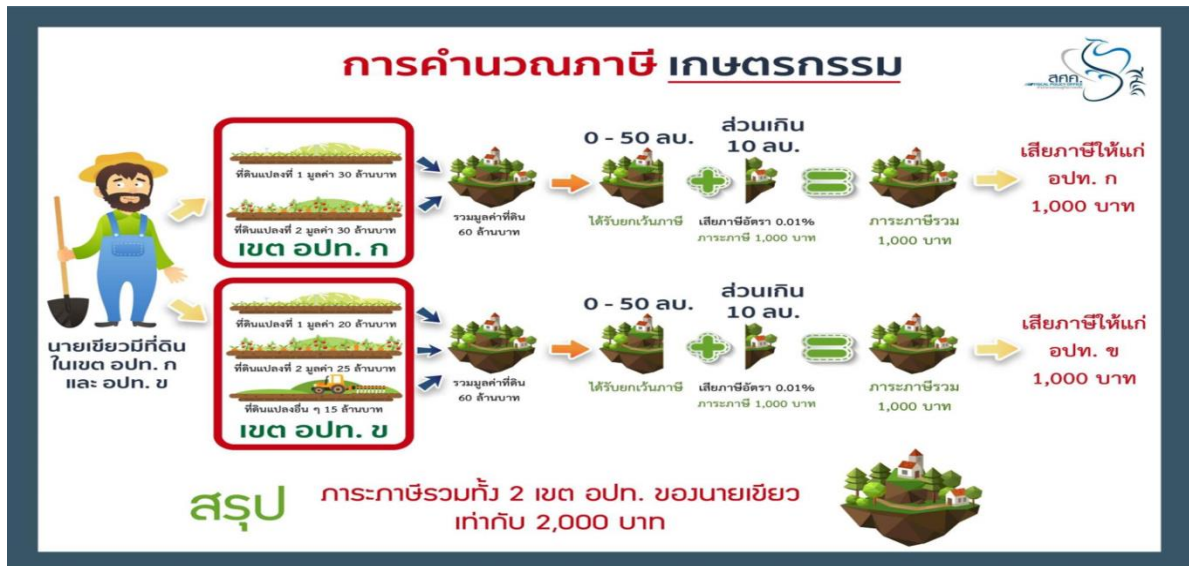 การคำนวณภาษี เกษตรกรรม
สศค.
ที่ดินแปลงที่ 1 มูลค่า 30 ล้านบาท
ที่ดินแปลงที่ 2 มูลค่า 30 ล้านบาท
เขต อปท. ก
รวมมูลค่าที่ดิน
60 ล้านบาท
0 - 50 ลบ.
ได้รับยกเว้นภาษี
ส่วนเกิน
10 ลบ.
เสียภาษีอัตรา 0.01%
ภาระภาษี 1,000 บาท
ภาระภาษีรวม
1,000 บาท
เสียภาษีให้แก่
อปท. ก
1,000 บาท
นายเขียวมีที่ดิน
ในเขต อปท. ก
และ อปท. ข
ที่ดินแปลงที่ 1 มูลค่า 20 ล้านบาท
ที่ดินแปลงที่ 2 มูลค่า 25 ล้านบาท
ที่ดินแปลงอื่น ๆ 15 ล้านบาท
เขต อปท. ข
รวมมูลค่าที่ดิน
60 ล้านบาท
0 - 50 ลบ.
ได้รับยกเว้นภาษี
ส่วนเกิน
10 ลบ.
เสียภาษีอัตรา 0.01%
ภาระภาษี 1,000 บาท
ภาระภาษีรวม
1,000 บาท
เสียภาษีให้แก่
อปท. ข
1,000 บาท
สรุป
ภาระภาษีรวมทั้ง 2 เขต อปท. ของนายเขียว
เท่ากับ 2,000 บาท